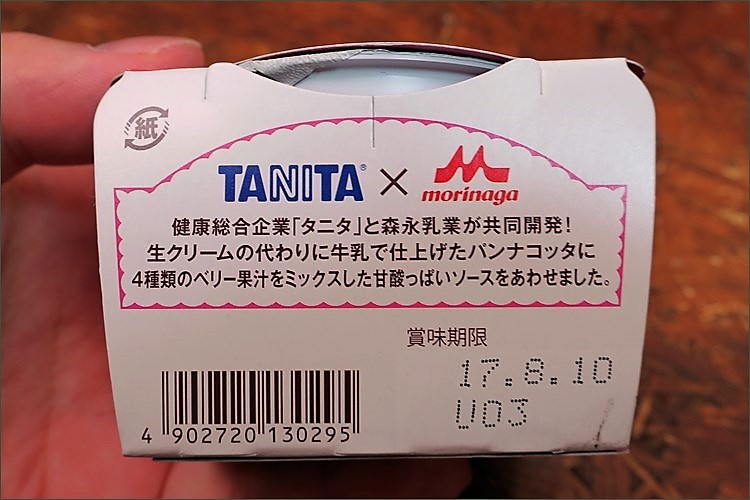 紙
TANITA® × morinaga
健康総合企業「タニタ」と森永乳業が共同開発!
生クリームの代わりに牛乳で仕上げたパンナコッタに
4種類のベリー果汁をミックスした甘酸っぱいソースをあわせました。
賞味期限
17.8.10
U03
4 902720 130295